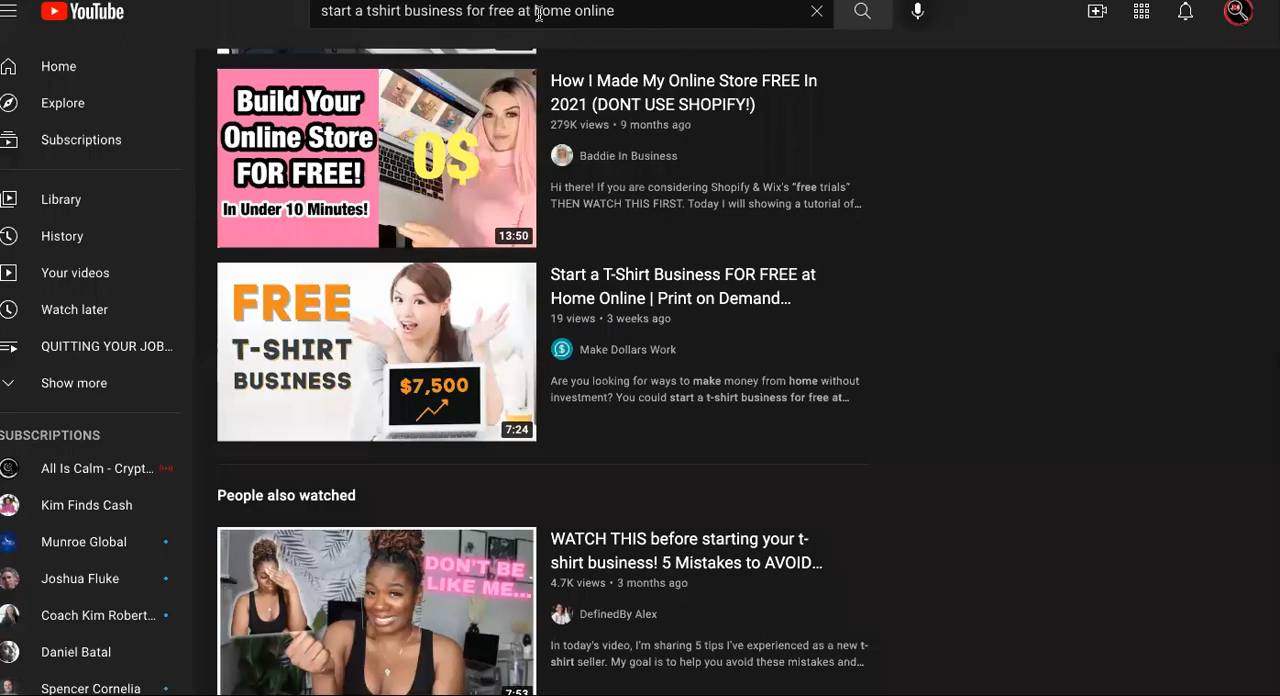 YouTube
start a tshirt business for free at home online
Home
Explore
Subscriptions
Library
History
Your videos
Watch later
QUITTING YOUR JOB...
Show more
SUBSCRIPTIONS
All Is Calm - Crypt...
Kim Finds Cash
Munroe Global
Joshua Fluke
Coach Kim Robert...
Daniel Batal
Spencer Cornelia
Build Your
Online Store
FOR FREE!
In Under 10 Minutes!
0$
13:50
How I Made My Online Store FREE In
2021 (DONT USE SHOPIFY!)
279K views • 9 months ago
Baddie In Business
Hi there! If you are considering Shopify & Wix's "free trials"
THEN WATCH THIS FIRST. Today I will showing a tutorial of...
FREE
T-SHIRT
BUSINESS
$7,500
7:24
Start a T-Shirt Business FOR FREE at
Home Online | Print on Demand...
19 views • 3 weeks ago
Make Dollars Work
Are you looking for ways to make money from home without
investment? You could start a t-shirt business for free at...
People also watched
DON'T BE
LIKE ME...
7:53
WATCH THIS before starting your t-
shirt business! 5 Mistakes to AVOID...
4.7K views • 3 months ago
DefinedBy Alex
In today's video, I'm sharing 5 tips I've experienced as a new t-
shirt seller. My goal is to help you avoid these mistakes and...